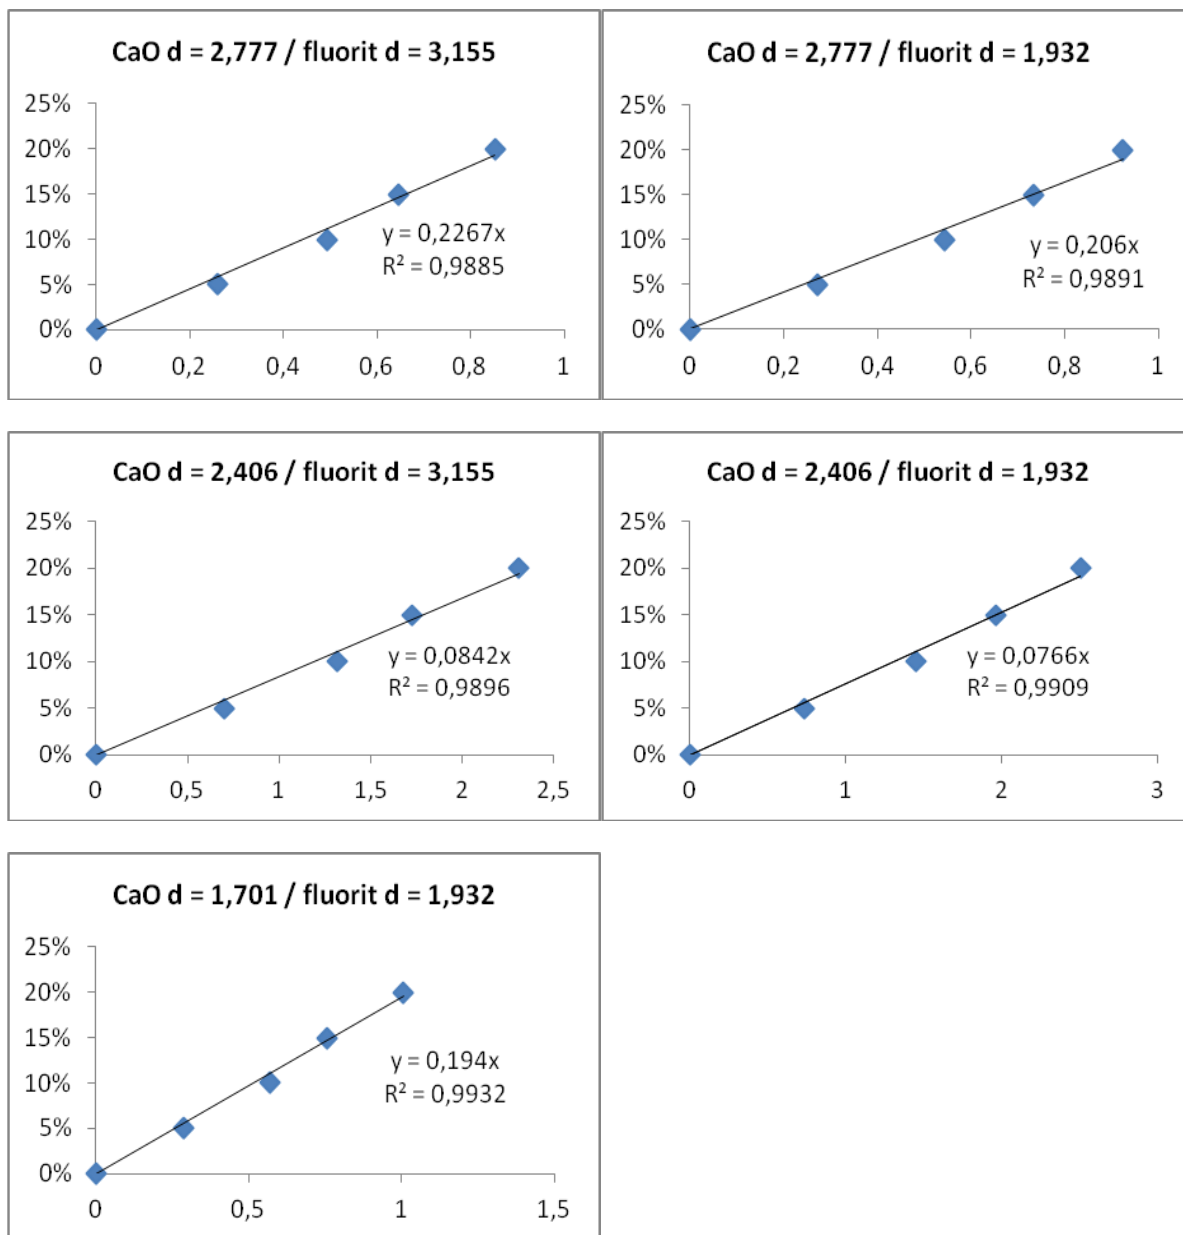 CaO d = 2,777 / fluorit d = 3,155
25%
20%
15%
10%
5%
0%
y = 0,2267x
R² = 0,9885
0 0,2 0,4 0,6 0,8 1
CaO d = 2,777 / fluorit d = 1,932
25%
20%
15%
10%
5%
0%
y = 0,206x
R² = 0,9891
0 0,2 0,4 0,6 0,8 1
CaO d = 2,406 / fluorit d = 3,155
25%
20%
15%
10%
5%
0%
y = 0,0842x
R² = 0,9896
0 0,5 1 1,5 2 2,5
CaO d = 2,406 / fluorit d = 1,932
25%
20%
15%
10%
5%
0%
y = 0,0766x
R² = 0,9909
0 1 2 3
CaO d = 1,701 / fluorit d = 1,932
25%
20%
15%
10%
5%
0%
y = 0,194x
R² = 0,9932
0 0,5 1 1,5